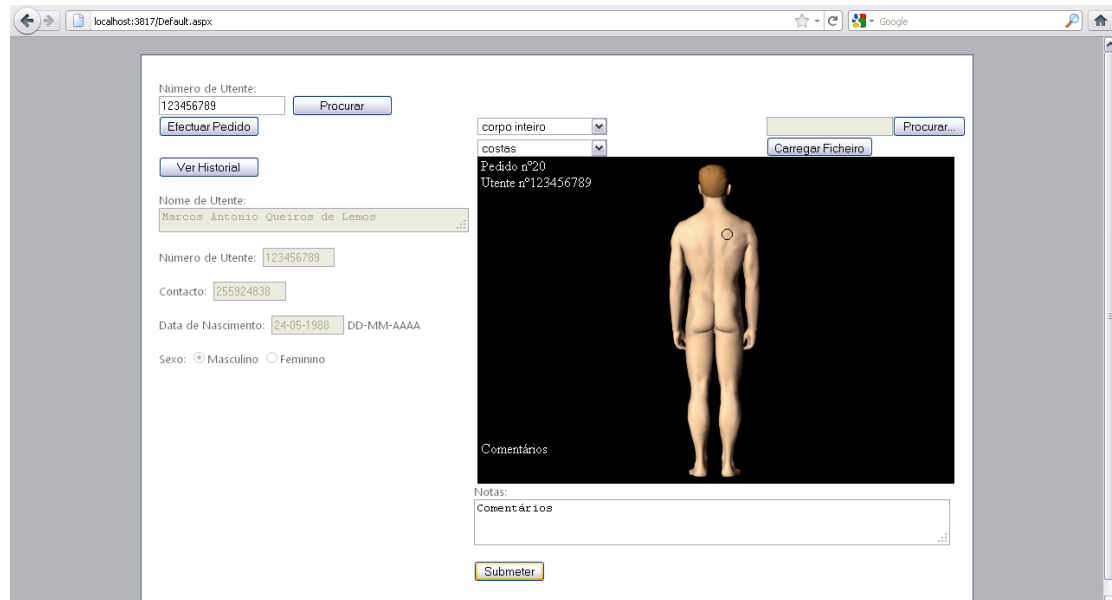 localhost:3817/Default.aspx
Google
Número de Utente:
123456789
Procurar
Efectuar Pedido
corpo inteiro
Procurar...
costas
Carregar Ficheiro
Ver Historial
Pedido nº20
Utente nº123456789
Nome de Utente:
Marcos Antonio Queiros de Lemos
Número de Utente: 123456789
Contacto: 255924838
Data de Nascimento: 24-05-1988 DD-MM-AAAA
Sexo: Masculino Feminino
Comentários
Notas:
Comentários
Submeter